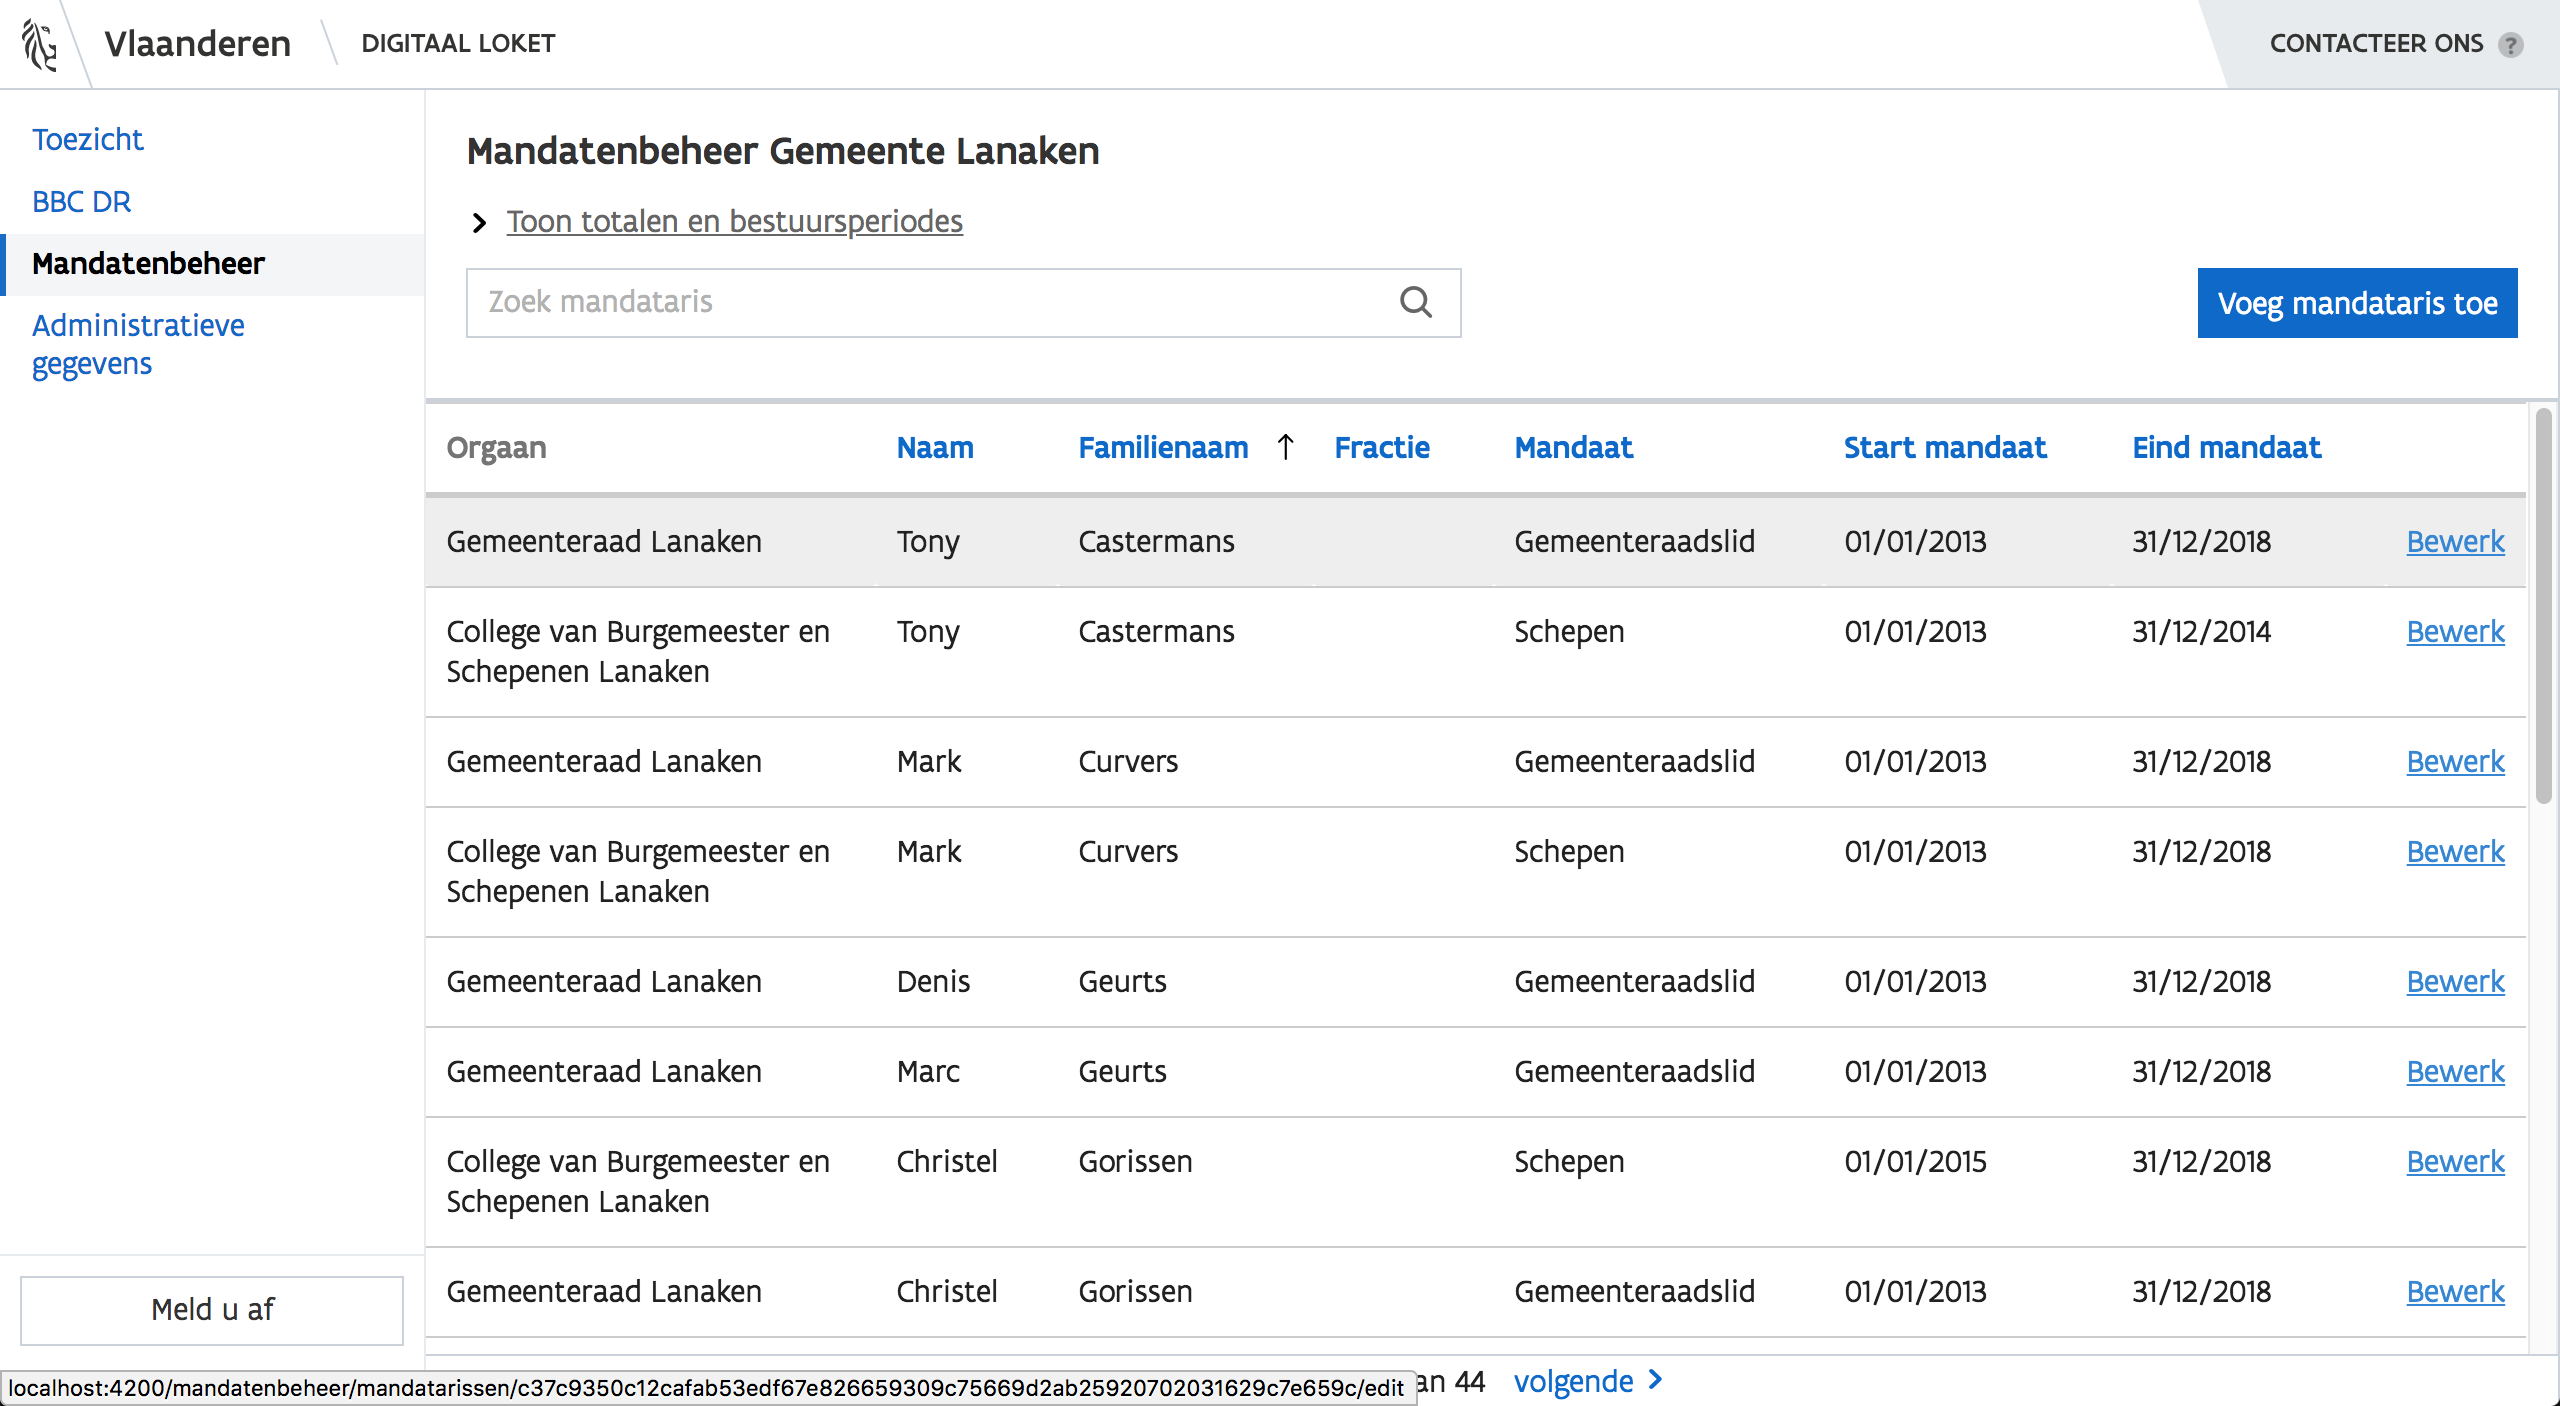 Vlaanderen
DIGITAAL LOKET
CONTACTEER ONS ?
Toezicht
BBC DR
Mandatenbeheer
Administratieve
gegevens
Meld u af
Mandatenbeheer Gemeente Lanaken
Toon totalen en bestuursperiodes
Zoek mandataris
Voeg mandataris toe
Orgaan Naam Familienaam ↑ Fractie Mandaat Start mandaat Eind mandaat
Gemeenteraad Lanaken Tony Castermans Gemeenteraadslid 01/01/2013 31/12/2018 Bewerk
College van Burgemeester en Tony Castermans Schepen 01/01/2013 31/12/2014 Bewerk
Schepenen Lanaken
Gemeenteraad Lanaken Mark Curvers Gemeenteraadslid 01/01/2013 31/12/2018 Bewerk
College van Burgemeester en Mark Curvers Schepen 01/01/2013 31/12/2018 Bewerk
Schepenen Lanaken
Gemeenteraad Lanaken Denis Geurts Gemeenteraadslid 01/01/2013 31/12/2018 Bewerk
Gemeenteraad Lanaken Marc Geurts Gemeenteraadslid 01/01/2013 31/12/2018 Bewerk
College van Burgemeester en Christel Gorissen Schepen 01/01/2015 31/12/2018 Bewerk
Schepenen Lanaken
Gemeenteraad Lanaken Christel Gorissen Gemeenteraadslid 01/01/2013 31/12/2018 Bewerk
an 44 volgende
localhost:4200/mandatenbeheer/mandatarissen/c37c9350c12cafab53edf67e826659309c75669d2ab25920702031629c7e659c/edit